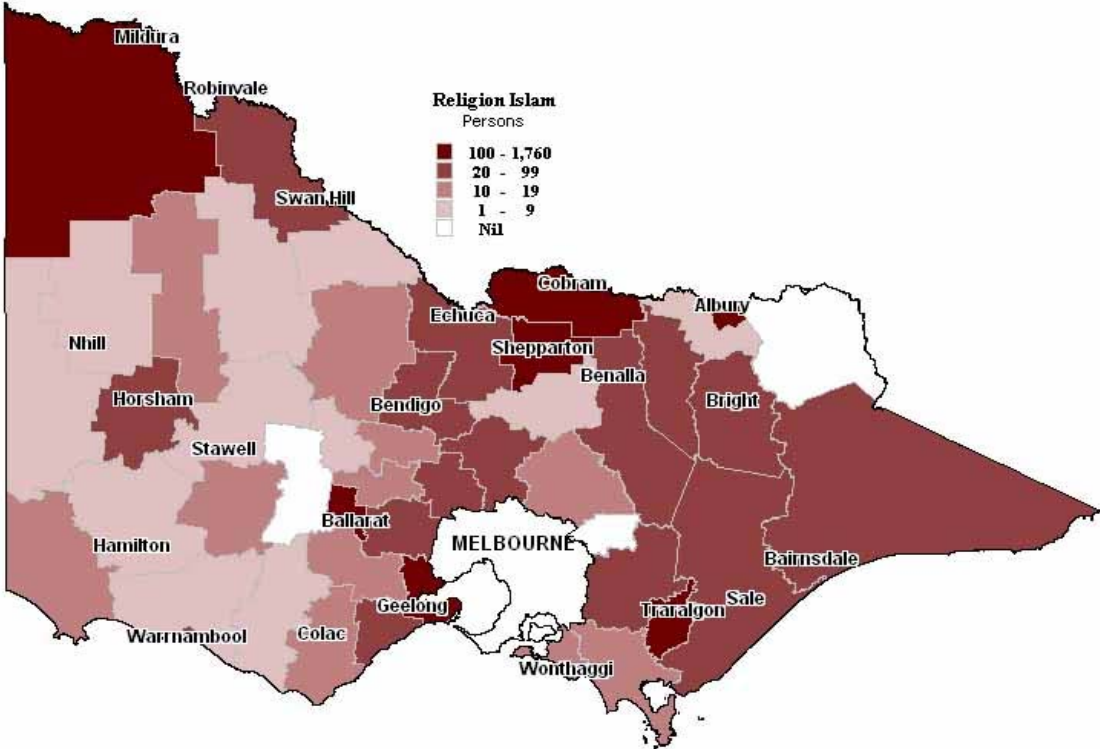 Mildura
Robinvale
Religion Islam
Persons
100 - 1,760
20 - 99
10 - 19
1 - 9
Nil
Swan Hill
Cobram
Albury
Echuca
Nhill
Shepparton
Benalla
Horsham
Bendigo
Bright
Stawell
Ballarat
MELBOURNE
Hamilton
Bairnsdale
Geelong
Traralgon
Sale
Warrnambool
Colac
Wonthaggi